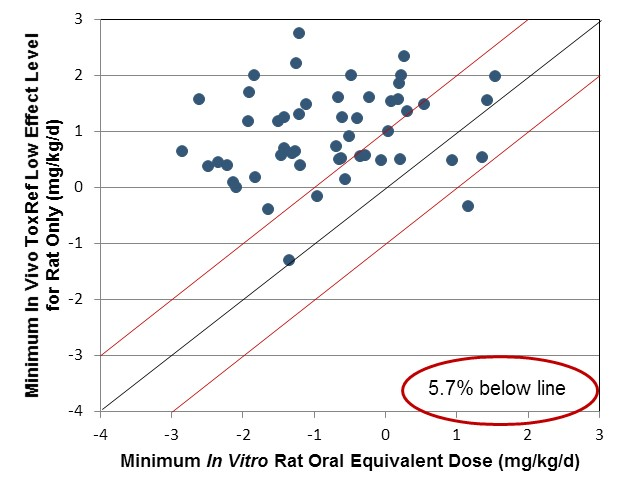 Minimum In Vivo ToxRef Low Effect Level
for Rat Only (mg/kg/d)
3
2
1
0
-1
-2
-3
-4
5.7% below line
-4 -3 -2 -1 0 1 2 3
Minimum In Vitro Rat Oral Equivalent Dose (mg/kg/d)